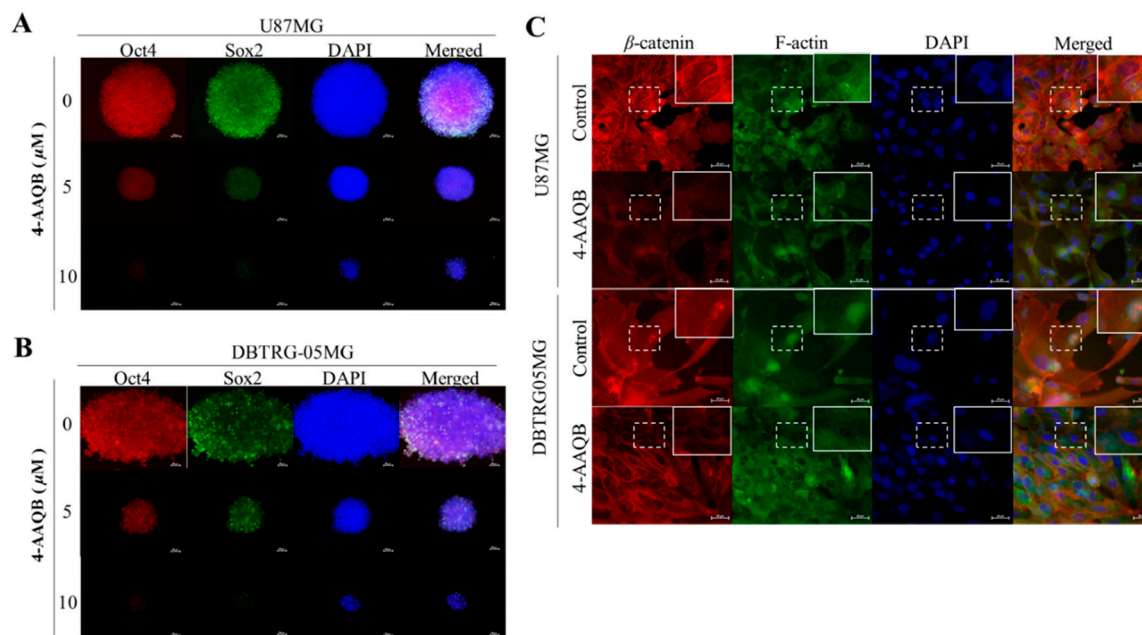 A
U87MG
Oct4 Sox2 DAPI Merged
4-AAQB ( μM )
0
5
10
B
DBTRG-05MG
Oct4 Sox2 DAPI Merged
4-AAQB ( μM )
0
5
10
C
β-catenin F-actin DAPI Merged
U87MG
Control
4-AAQB
DBTRG05MG
Control
4-AAQB